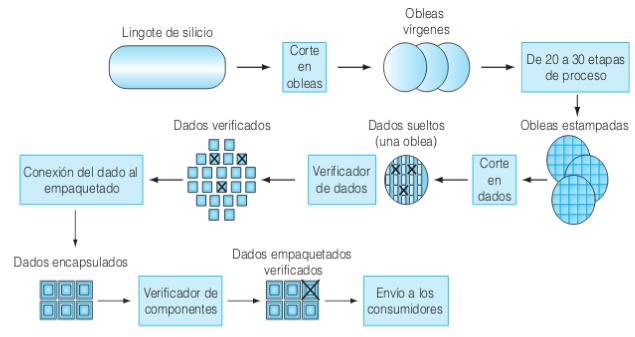 Lingote de silicio
Corte
en
obleas
Obleas
vírgenes
De 20 a 30 etapas
de proceso
Obleas estampadas
Corte
en
dados
Dados sueltos
(una oblea)
Verificador
de dados
Dados verificados
Conexión del dado al
empaquetado
Dados encapsulados
Verificador de
componentes
Dados empaquetados
verificados
Envío a los
consumidores